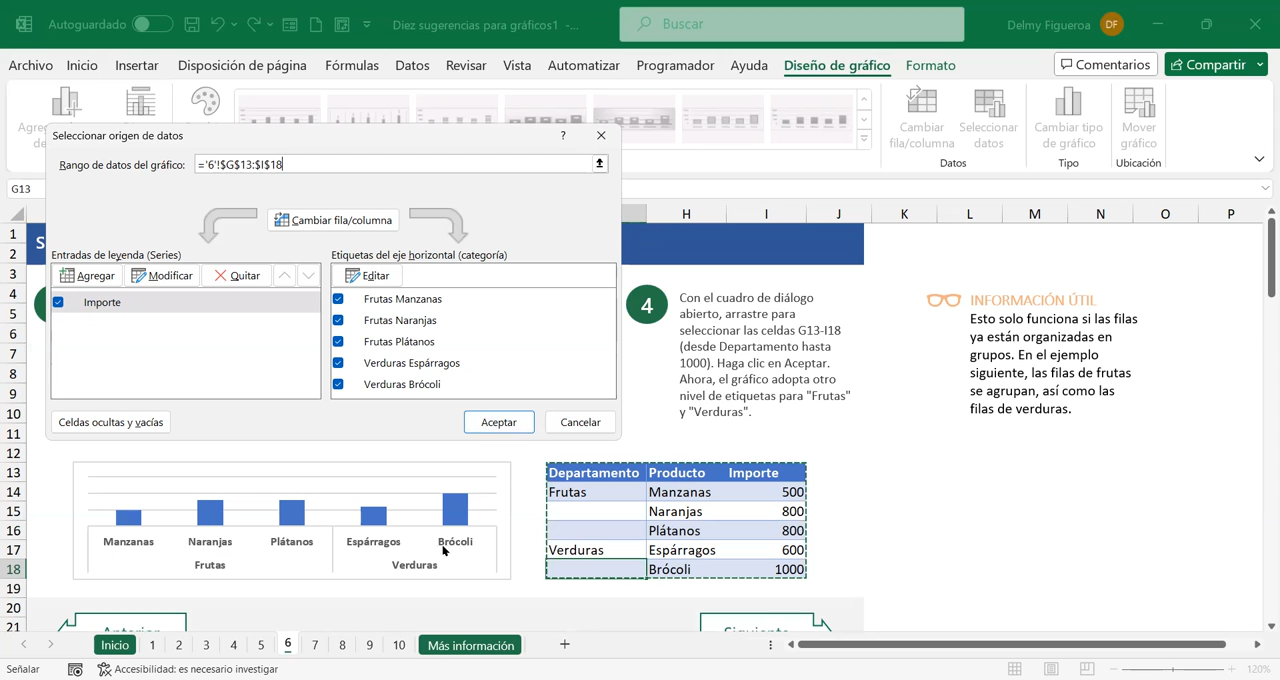 Autoguardado
Diez sugerencias para gráficos1 -...
Buscar
Delmy Figueroa
DF
Archivo Inicio Insertar Disposición de página Fórmulas Datos Revisar Vista Automatizar Programador Ayuda Diseño de gráfico Formato
Comentarios
Compartir
Cambiar fila/columna
Seleccionar datos
Datos
Cambiar tipo de gráfico
Tipo
Mover gráfico
Ubicación
Seleccionar origen de datos
?
Rango de datos del gráfico: ='6'!$G$13:$I$18
Cambiar fila/columna
Entradas de leyenda (Series)
Agregar Modificar Quitar
Importe
Etiquetas del eje horizontal (categoría)
Editar
Frutas Manzanas
Frutas Naranjas
Frutas Plátanos
Verduras Espárragos
Verduras Brócoli
Celdas ocultas y vacías
Aceptar
Cancelar
G13
H I J K L M N O P
1
2
3
4
5
6
7
8
9
10
11
12
13
14
15
16
17
18
19
20
21
4
Con el cuadro de diálogo
abierto, arrastre para
seleccionar las celdas G13-I18
(desde Departamento hasta
1000). Haga clic en Aceptar.
Ahora, el gráfico adopta otro
nivel de etiquetas para "Frutas"
y "Verduras".
INFORMACIÓN ÚTIL
Esto solo funciona si las filas
ya están organizadas en
grupos. En el ejemplo
siguiente, las filas de frutas
se agrupan, así como las
filas de verduras.
Manzanas Naranjas Plátanos Espárragos Brócoli
Frutas Verduras
Departamento Producto Importe
Frutas Manzanas 500
Naranjas 800
Plátanos 800
Verduras Espárragos 600
Brócoli 1000
Anterior
Siguiente
Inicio 1 2 3 4 5 6 7 8 9 10 Más información
Señalar
Accesibilidad: es necesario investigar
120%